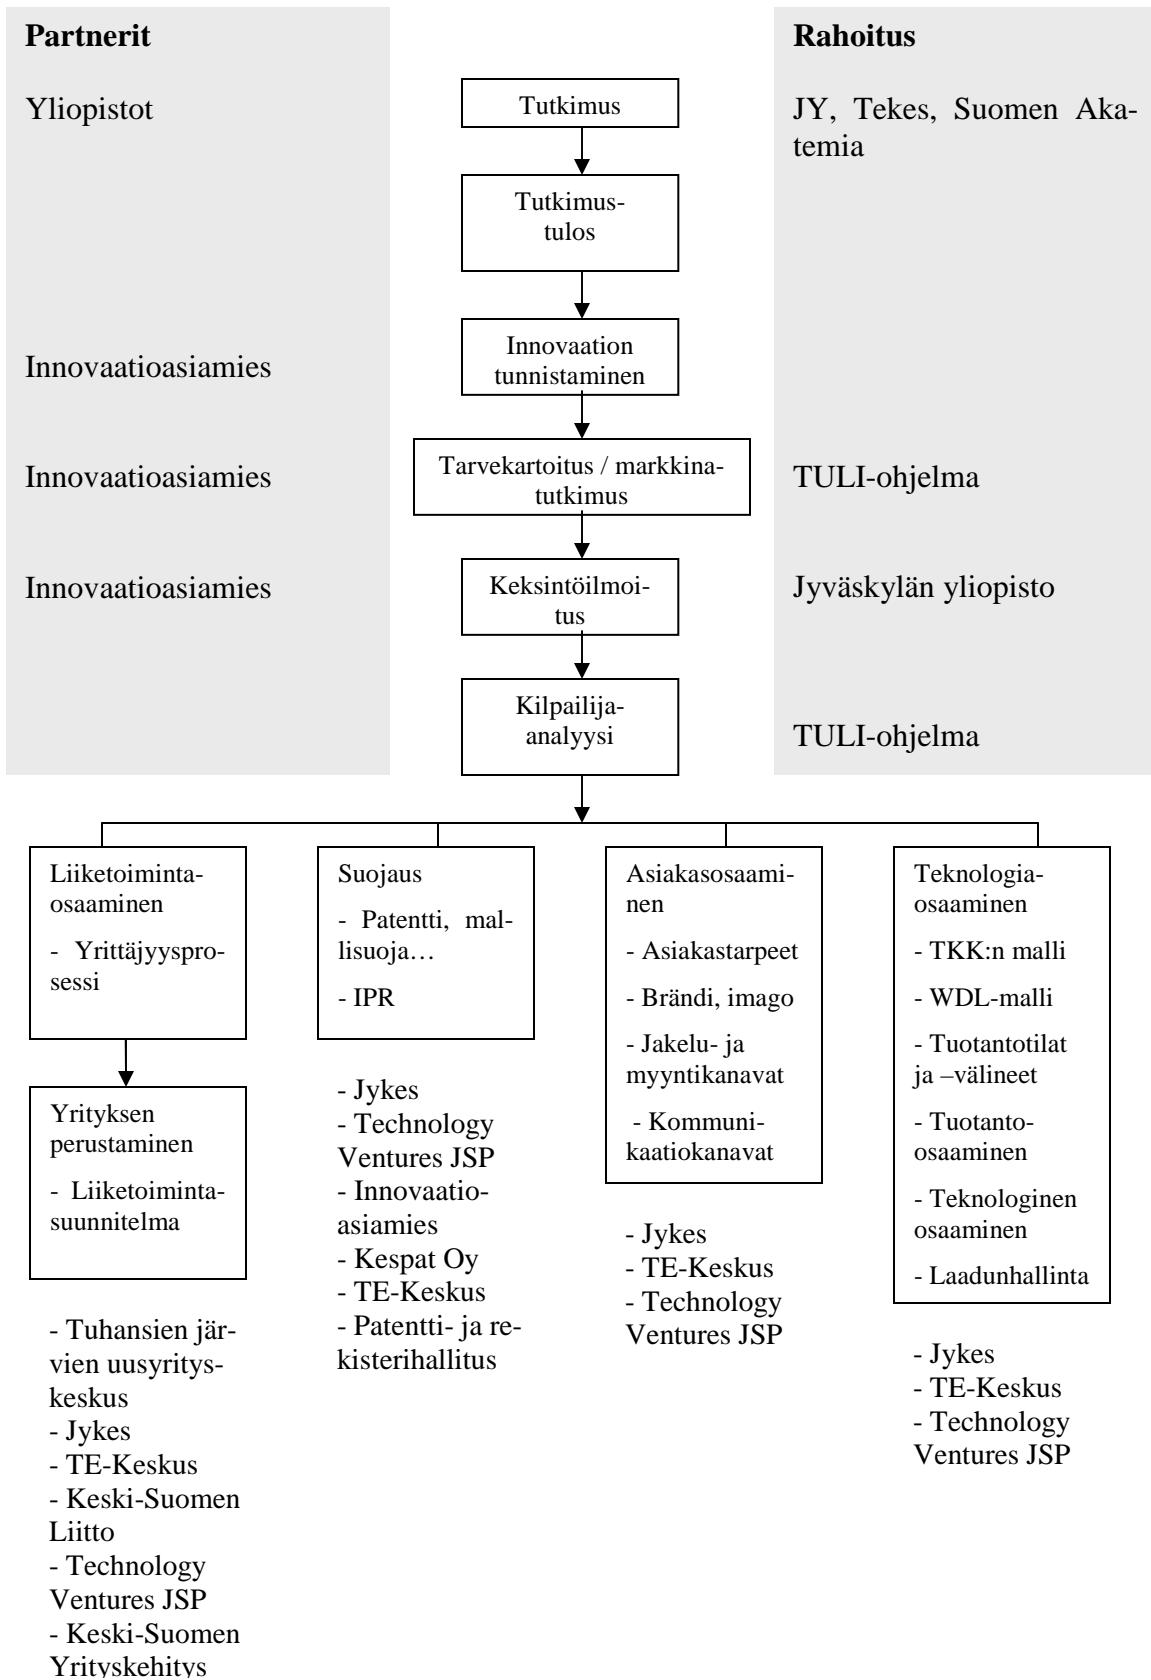 Partnerit
Rahoitus
Yliopistot
Tutkimus
JY, Tekes, Suomen Aka-
temia
Tutkimus-
tulos
Innovaatioasiamies
Innovaation
tunnistaminen
Innovaatioasiamies
Tarvekartoitus / markkina-
tutkimus
TULI-ohjelma
Innovaatioasiamies
Keksintöilmoi-
tus
Jyväskylän yliopisto
Kilpailija-
analyysi
TULI-ohjelma
Liiketoiminta-
osaaminen
- Yrittäjyyspro-
sessi
Yrityksen
perustaminen
- Liiketoiminta-
suunnitelma
- Tuhansien jär-
vien uusyritys-
keskus
- Jykes
- TE-Keskus
- Keski-Suomen
Liitto
- Technology
Ventures JSP
- Keski-Suomen
Yrityskehitys
Suojaus
- Patentti, mal-
lisuoja…
- IPR
- Jykes
- Technology
Ventures JSP
- Innovaatio-
asiamies
- Kespat Oy
- TE-Keskus
- Patentti- ja re-
kisterihallitus
Asiakasosaami-
nen
- Asiakastarpeet
- Brändi, imago
- Jakelu- ja
myyntikanavat
- Kommuni-
kaatiokanavat
- Jykes
- TE-Keskus
- Technology
Ventures JSP
Teknologia-
osaaminen
- TKK:n malli
- WDL-malli
- Tuotantotilat
ja –välineet
- Tuotanto-
osaaminen
- Teknologinen
osaaminen
- Laadunhallinta
- Jykes
- TE-Keskus
- Technology
Ventures JSP